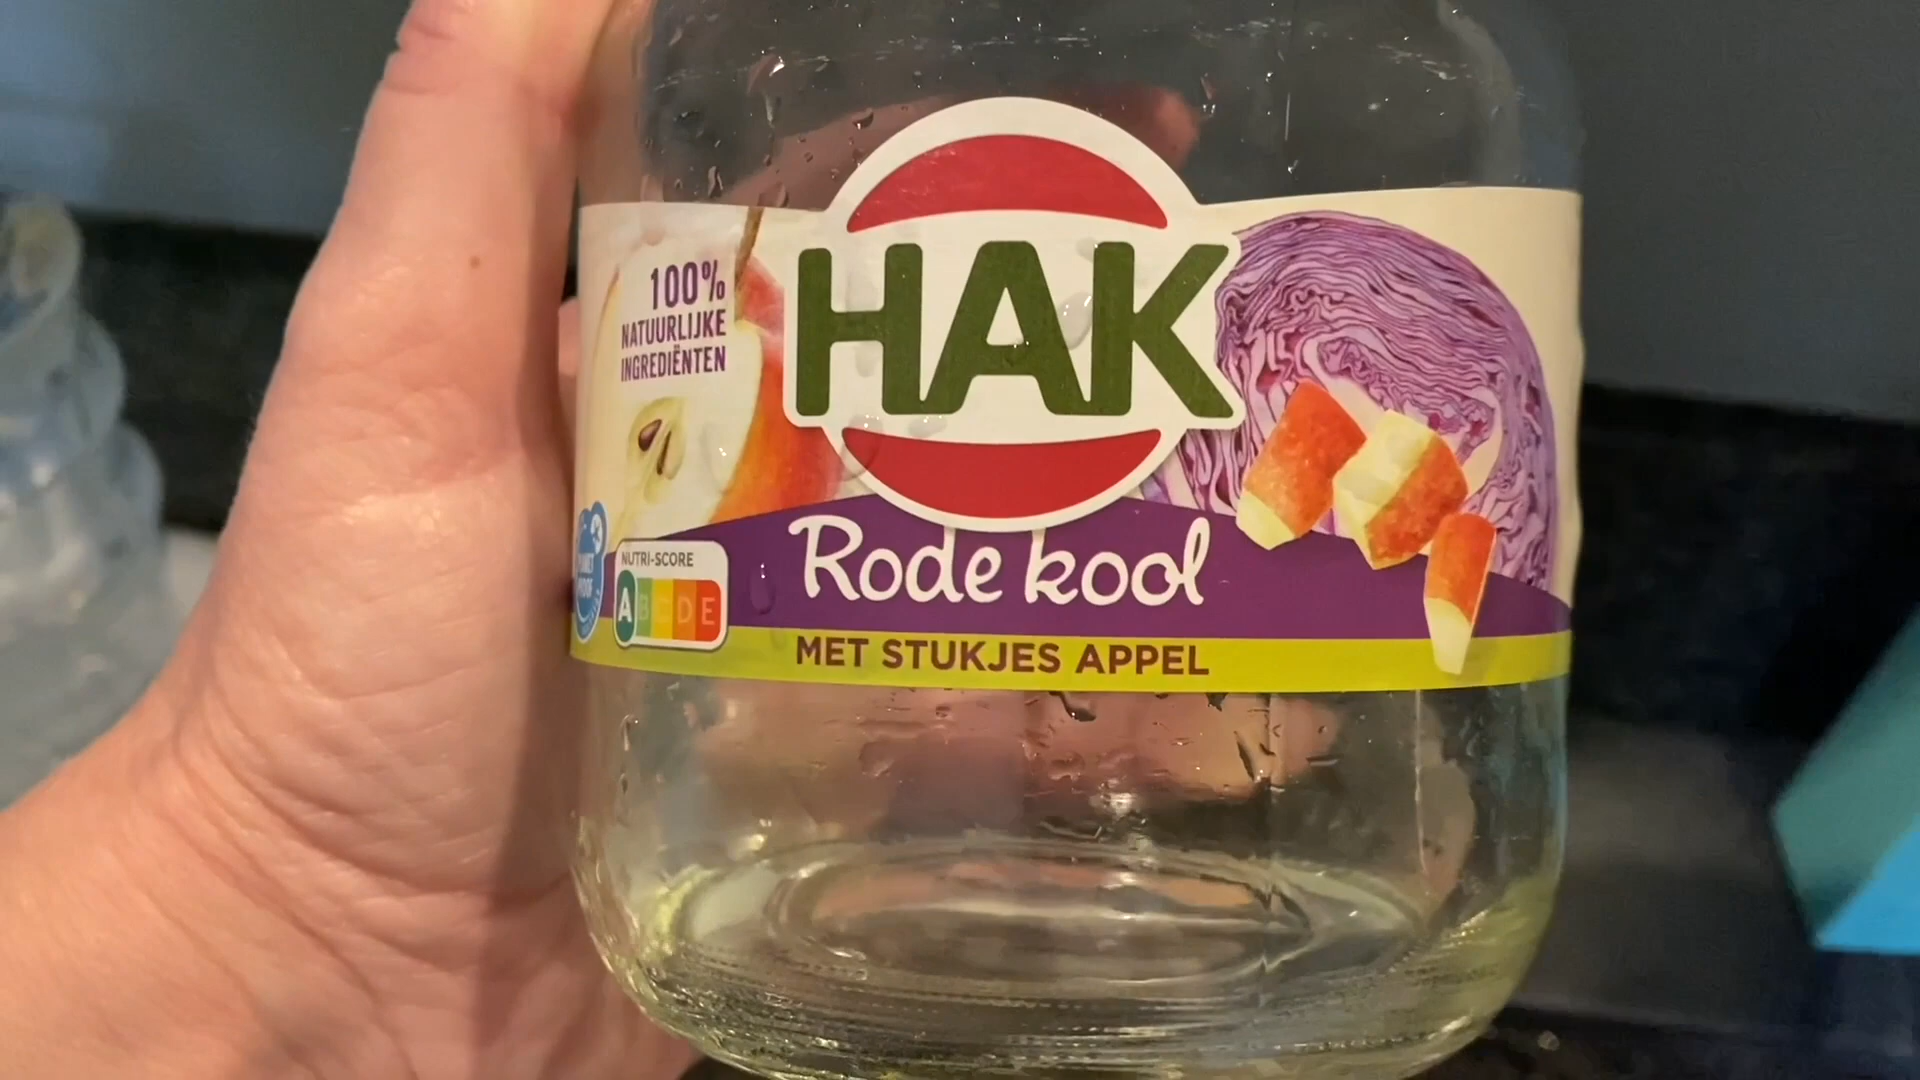 100%
NATUURLIJKE
INGREDIËNTEN
HAK
NUTRI-SCORE
A B C D E
Rode kool
MET STUKJES APPEL